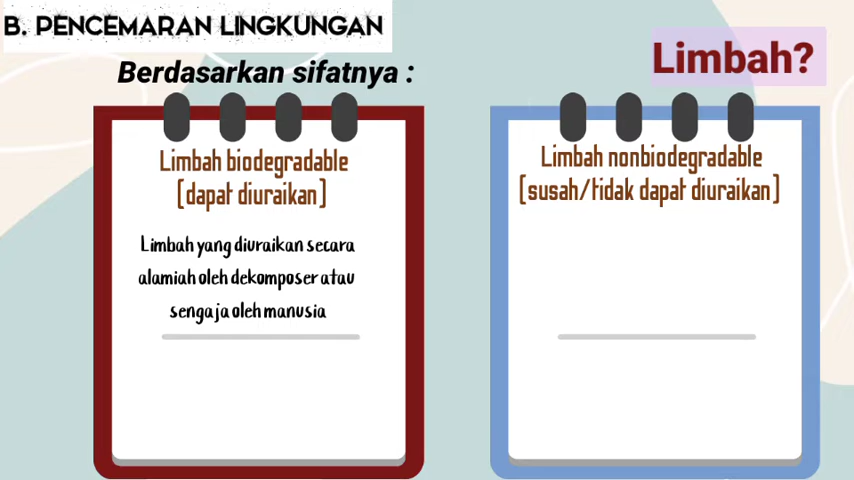 B. PENCEMARAN LINGKUNGAN
Limbah?
Berdasarkan sifatnya :
Limbah biodegradable
(dapat diuraikan)
Limbah yang diuraikan secara
alamiah oleh dekomposer atau
sengaja oleh manusia
Limbah nonbiodegradable
(susah/tidak dapat diuraikan)